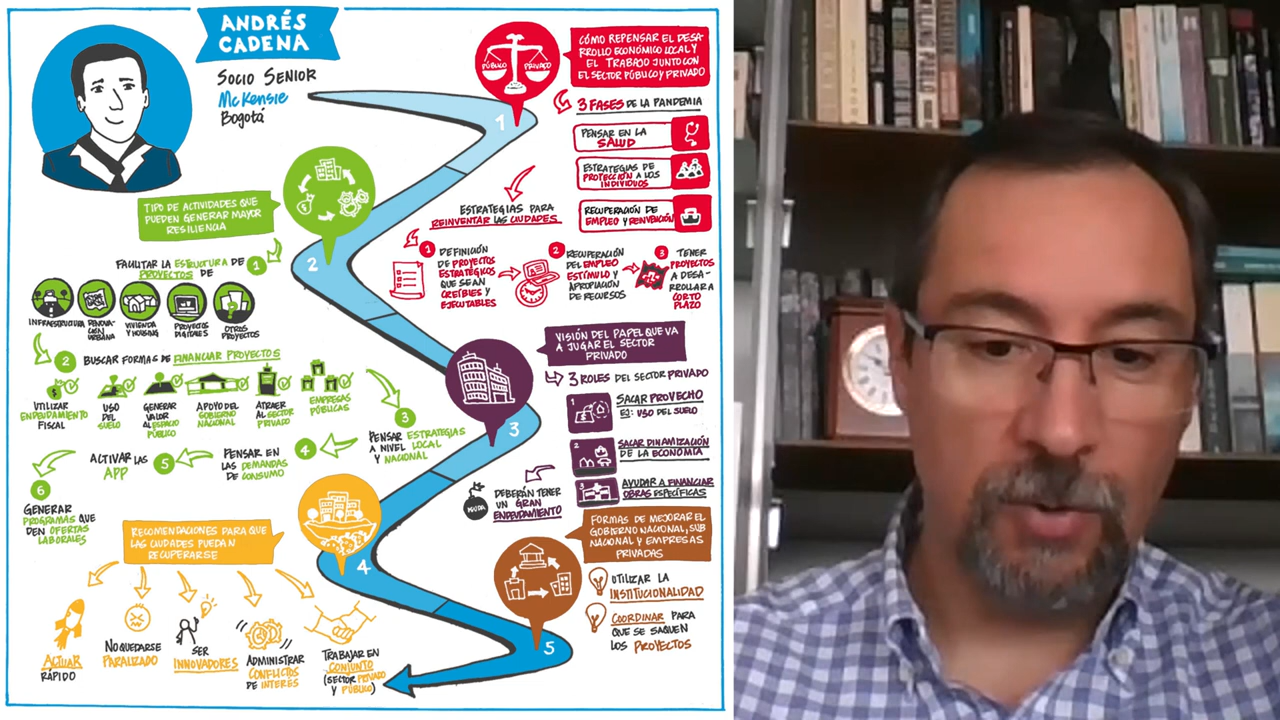 ANDRÉS
CADENA
SOCIO SENIOR
McKensie
Bogotá
PÚBLICO PRIVADO
1
CÓMO REPENSAR EL DESA-
RROLLO ECONÓMICO LOCAL Y
EL TRABAJO JUNTO CON
EL SECTOR PÚBLICO Y PRIVADO
3 FASES DE LA PANDEMIA
PENSAR EN LA
SALUD
ESTRATEGIAS DE
PROTECCIÓN A LOS
INDIVIDUOS
RECUPERACIÓN DE
EMPLEO Y REINVENCIÓN
ESTRATEGIAS PARA
REINVENTAR LAS CIUDADES
1 DEFINICIÓN
DE PROYECTOS
ESTRATÉGICOS
QUE SEAN
CREÍBLES Y
EJECUTABLES
2 RECUPERACIÓN
DEL EMPLEO
ESTÍMULO Y
APROPIACIÓN
DE RECURSOS
3 TENER
PROYECTOS
A DESA-
RROLLAR A
CORTO
PLAZO
2
TIPO DE ACTIVIDADES QUE
PUEDEN GENERAR MAYOR
RESILIENCIA
FACILITAR LA ESTRUCTURA DE 1
PROYECTOS DE
INFRAESTRUCTURA
RENOVA-
CIÓN
URBANA
VIVIENDA
Y HOUSING
PROYECTOS
DIGITALES
OTROS
PROYECTOS
2 BUSCAR FORMAS DE FINANCIAR PROYECTOS
UTILIZAR
ENDEUDAMIENTO
FISCAL
USO
DEL
SUELO
GENERAR
VALOR
AL ESPACIO
PÚBLICO
APOYO DEL
GOBIERNO
NACIONAL
ATRAER
AL SECTOR
PRIVADO
EMPRESAS
PÚBLICAS
3
PENSAR ESTRATEGIAS
A NIVEL LOCAL
Y NACIONAL
4
PENSAR EN
LAS DEMANDAS
DE CONSUMO
5
ACTIVAR LAS
APP
6
GENERAR
PROGRAMAS QUE
DEN OFERTAS
LABORALES
3
VISIÓN DEL PAPEL QUE VA
A JUGAR EL SECTOR
PRIVADO
3 ROLES DEL SECTOR PRIVADO
1 SACAR PROVECHO
EJ: USO DEL SUELO
2 SACAR DINAMIZACIÓN
DE LA ECONOMÍA
3 AYUDAR A FINANCIAR
OBRAS ESPECÍFICAS
DEUDA
DEBERÁN TENER
UN GRAN
ENDEUDAMIENTO
4
RECOMENDACIONES PARA QUE
LAS CIUDADES PUEDAN
RECUPERARSE
ACTUAR
RÁPIDO
NO QUEDARSE
PARALIZADO
SER
INNOVADORES
ADMINISTRAR
CONFLICTOS
DE INTERÉS
TRABAJAR EN
CONJUNTO
(SECTOR PRIVADO
Y PÚBLICO)
5
FORMAS DE MEJORAR EL
GOBIERNO NACIONAL, SUB
NACIONAL Y EMPRESAS
PRIVADAS
UTILIZAR LA
INSTITUCIONALIDAD
COORDINAR PARA
QUE SE SAQUEN
LOS PROYECTOS